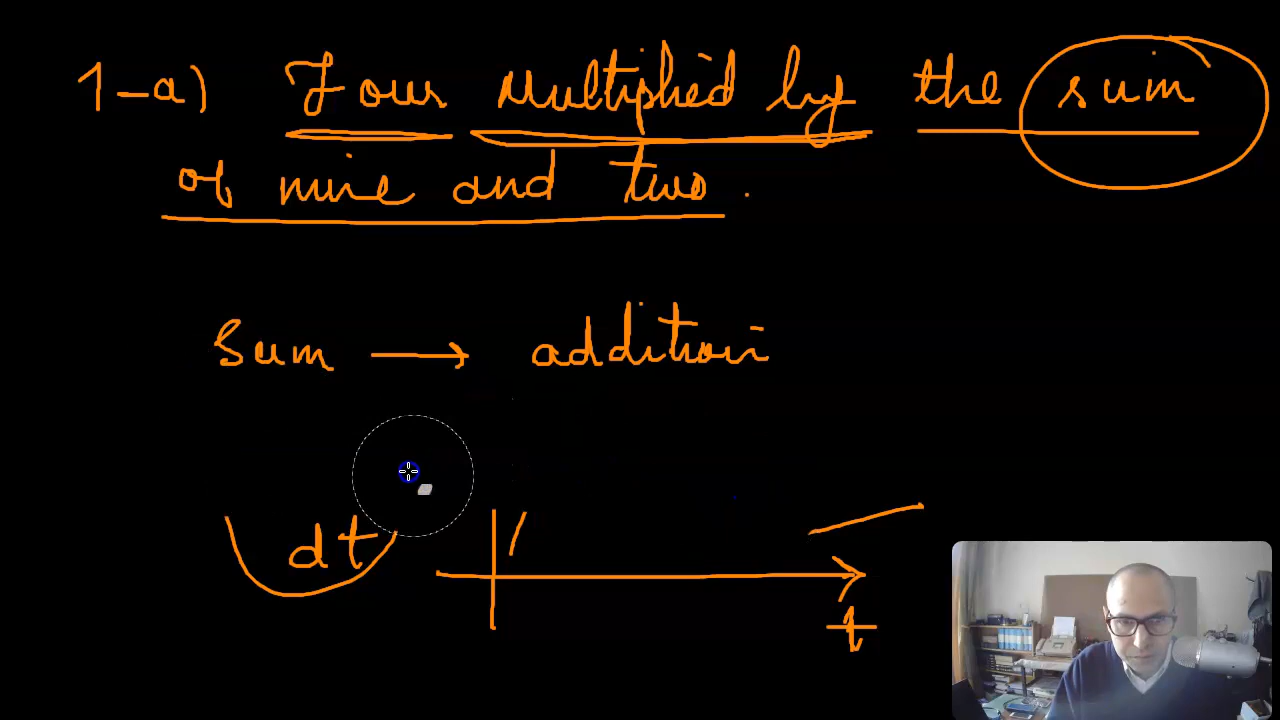 1-a) Four Multiplied by the sum
of nine and two.
Sum → addition
dt
t